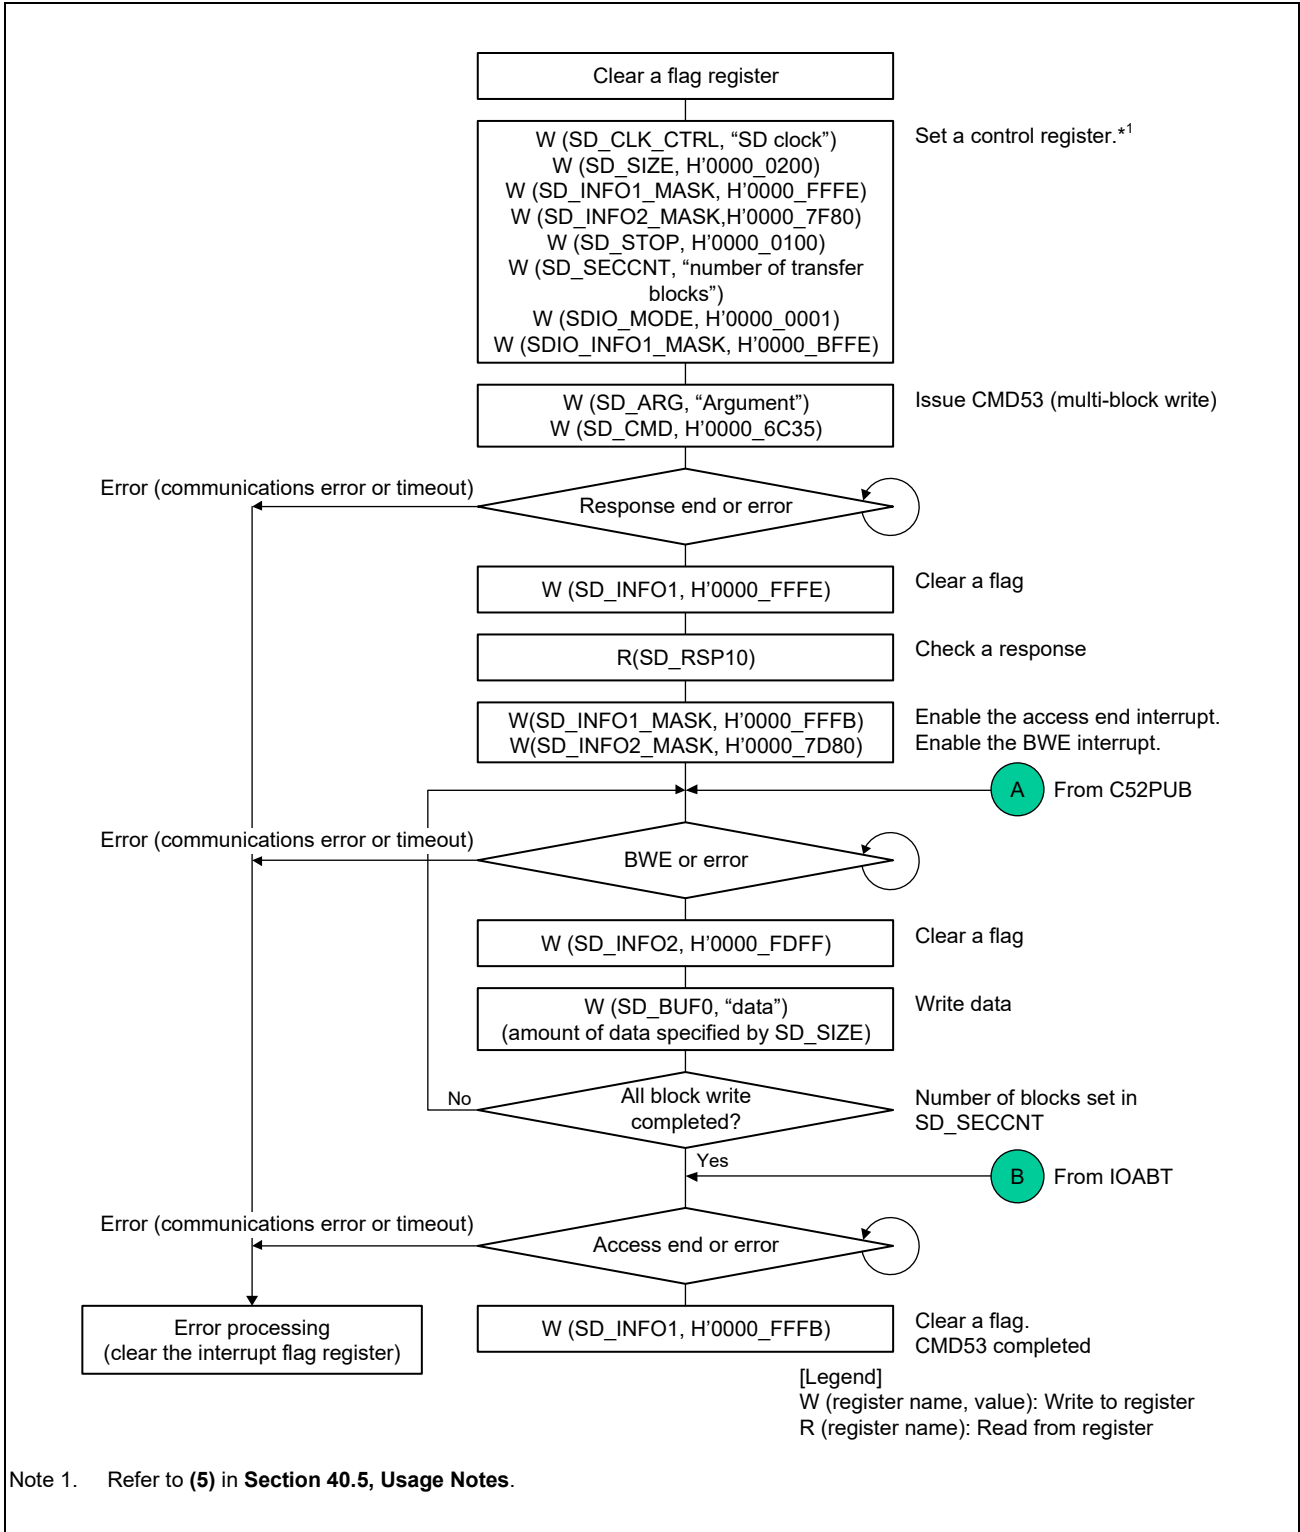 Clear a flag register
W (SD_CLK_CTRL, “SD clock”)
W (SD_SIZE, H’0000_0200)
W (SD_INFO1_MASK, H’0000_FFFE)
W (SD_INFO2_MASK,H’0000_7F80)
W (SD_STOP, H’0000_0100)
W (SD_SECCNT, “number of transfer
blocks”)
W (SDIO_MODE, H’0000_0001)
W (SDIO_INFO1_MASK, H’0000_BFFE)
Set a control register.*1
W (SD_ARG, “Argument”)
W (SD_CMD, H’0000_6C35)
Issue CMD53 (multi-block write)
Error (communications error or timeout)
Response end or error
W (SD_INFO1, H’0000_FFFE)
Clear a flag
R(SD_RSP10)
Check a response
W(SD_INFO1_MASK, H’0000_FFFB)
W(SD_INFO2_MASK, H’0000_7D80)
Enable the access end interrupt.
Enable the BWE interrupt.
A
From C52PUB
Error (communications error or timeout)
BWE or error
W (SD_INFO2, H’0000_FDFF)
Clear a flag
W (SD_BUF0, “data”)
(amount of data specified by SD_SIZE)
Write data
No
All block write
completed?
Number of blocks set in
SD_SECCNT
Yes
B
From IOABT
Error (communications error or timeout)
Access end or error
Error processing
(clear the interrupt flag register)
W (SD_INFO1, H’0000_FFFB)
Clear a flag.
CMD53 completed
[Legend]
W (register name, value): Write to register
R (register name): Read from register
Note 1. Refer to (5) in Section 40.5, Usage Notes.